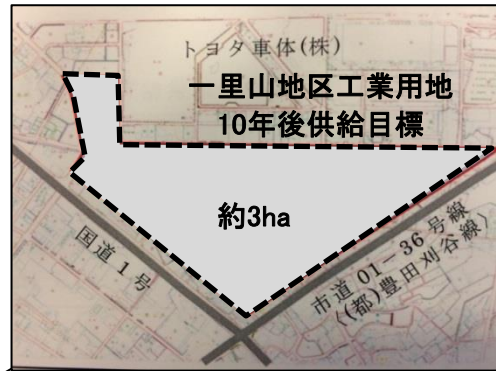 トヨタ車体(株)
一里山地区工業用地
10年後供給目標
約3ha
国道1号
市道01-36号線
〈(都)豊田刈谷線〉